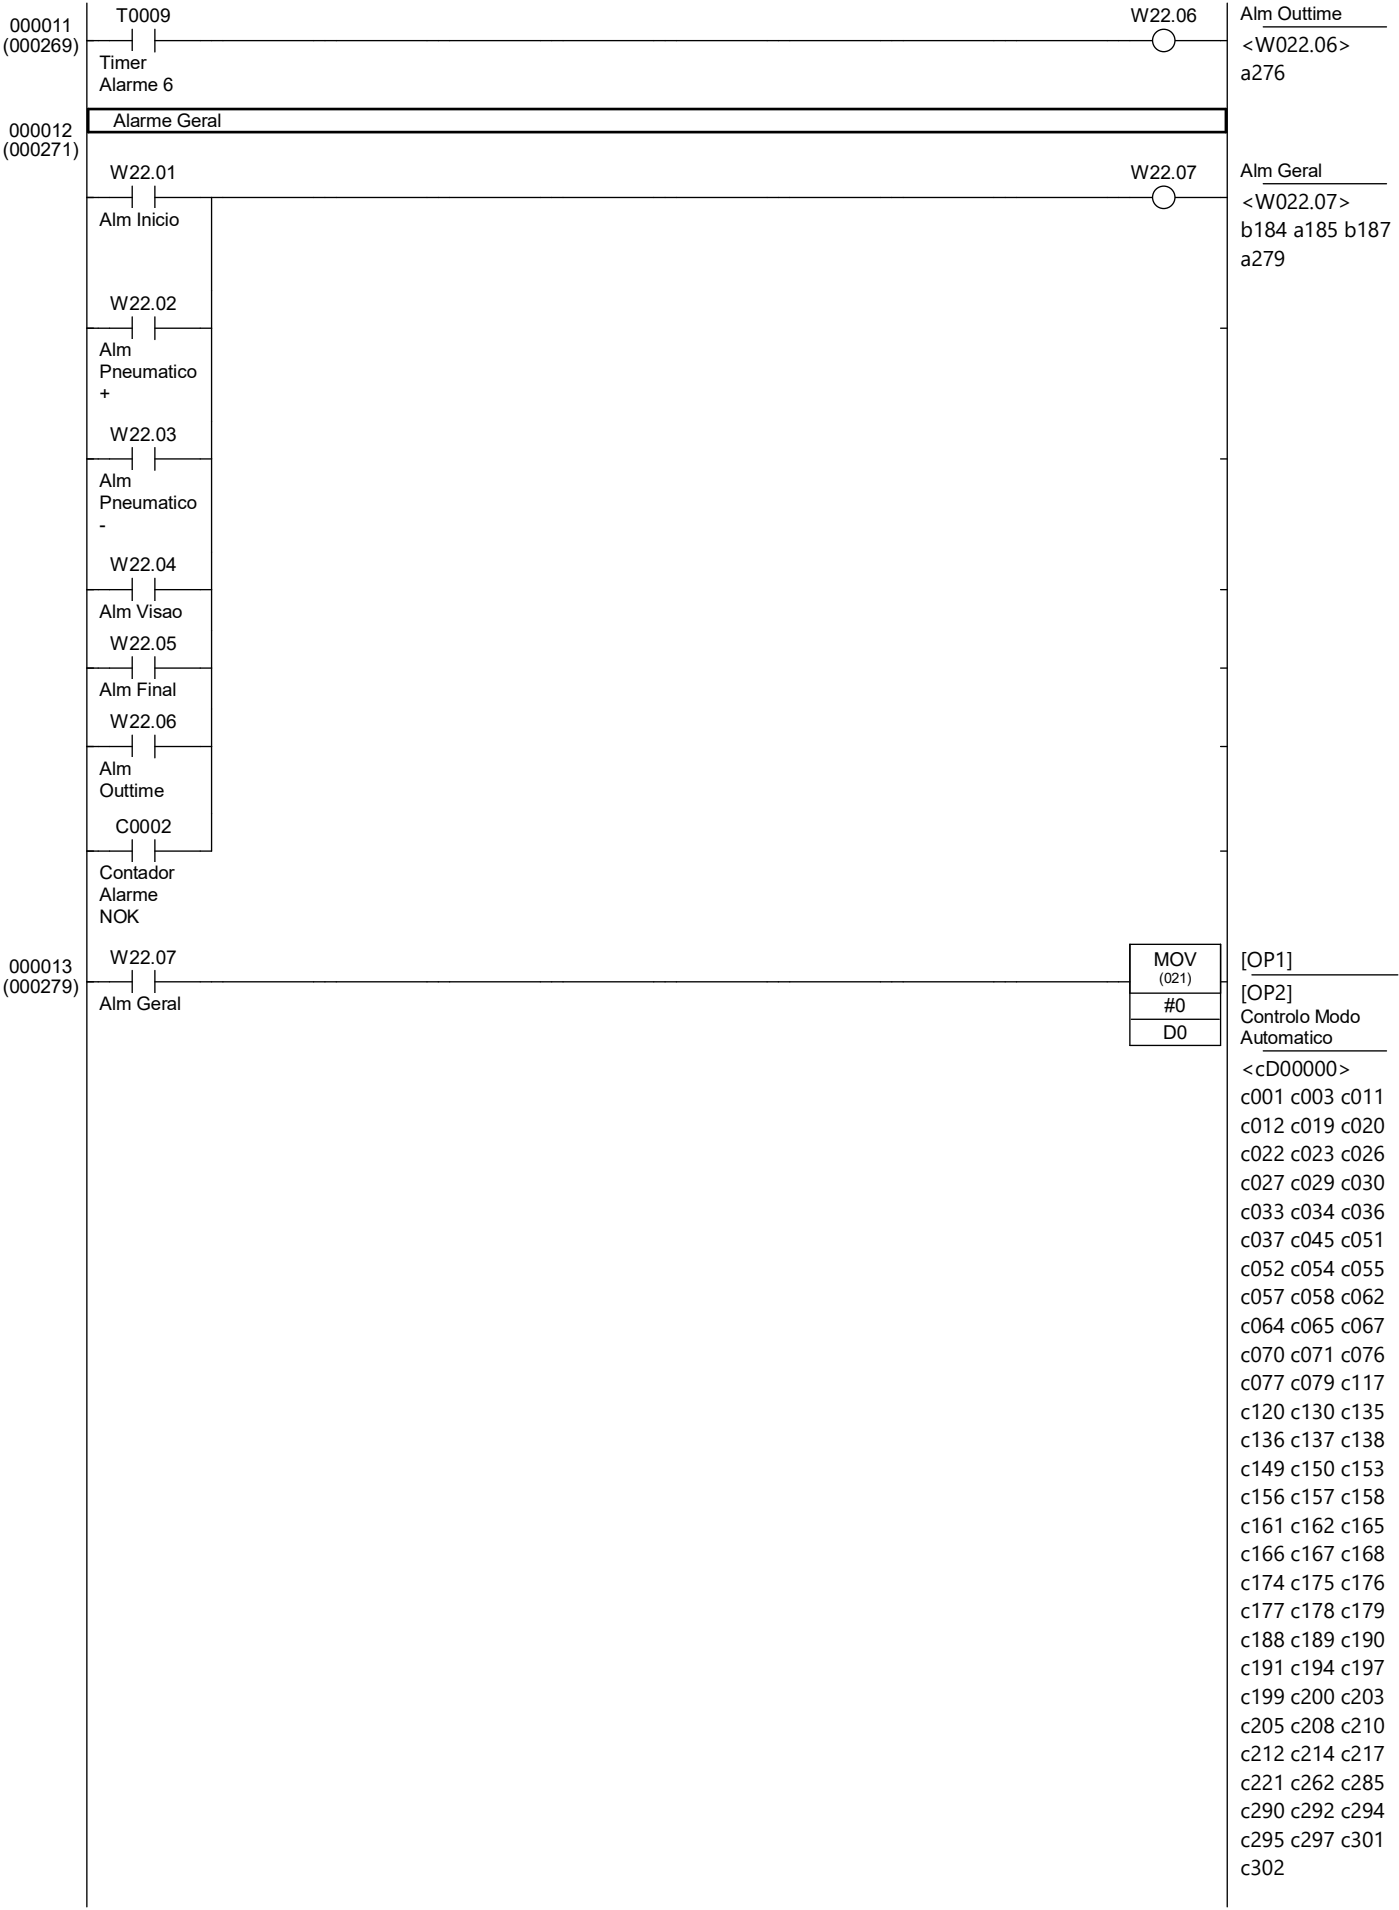 000011
(000269)
T0009
W22.06
Alm Outtime
<W022.06>
a276
Timer
Alarme 6
000012
(000271)
Alarme Geral
W22.01
W22.07
Alm Geral
<W022.07>
b184 a185 b187
a279
Alm Inicio
W22.02
Alm
Pneumatico
+
W22.03
Alm
Pneumatico
-
W22.04
Alm Visao
W22.05
Alm Final
W22.06
Alm
Outtime
C0002
Contador
Alarme
NOK
000013
(000279)
W22.07
Alm Geral
MOV
(021)
#0
D0
[OP1]
[OP2]
Controlo Modo
Automatico
<cD00000>
c001 c003 c011
c012 c019 c020
c022 c023 c026
c027 c029 c030
c033 c034 c036
c037 c045 c051
c052 c054 c055
c057 c058 c062
c064 c065 c067
c070 c071 c076
c077 c079 c117
c120 c130 c135
c136 c137 c138
c149 c150 c153
c156 c157 c158
c161 c162 c165
c166 c167 c168
c174 c175 c176
c177 c178 c179
c188 c189 c190
c191 c194 c197
c199 c200 c203
c205 c208 c210
c212 c214 c217
c221 c262 c285
c290 c292 c294
c295 c297 c301
c302